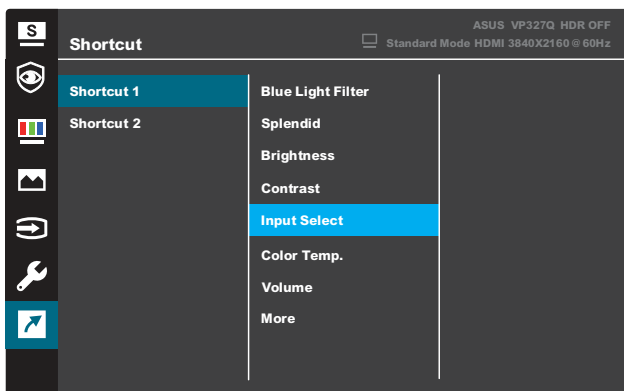 S
ASUS VP327Q HDR OFF
Shortcut
Standard Mode HDMI 3840X2160@60Hz
Shortcut 1
Shortcut 2
Blue Light Filter
Splendid
Brightness
Contrast
Input Select
Color Temp.
Volume
More